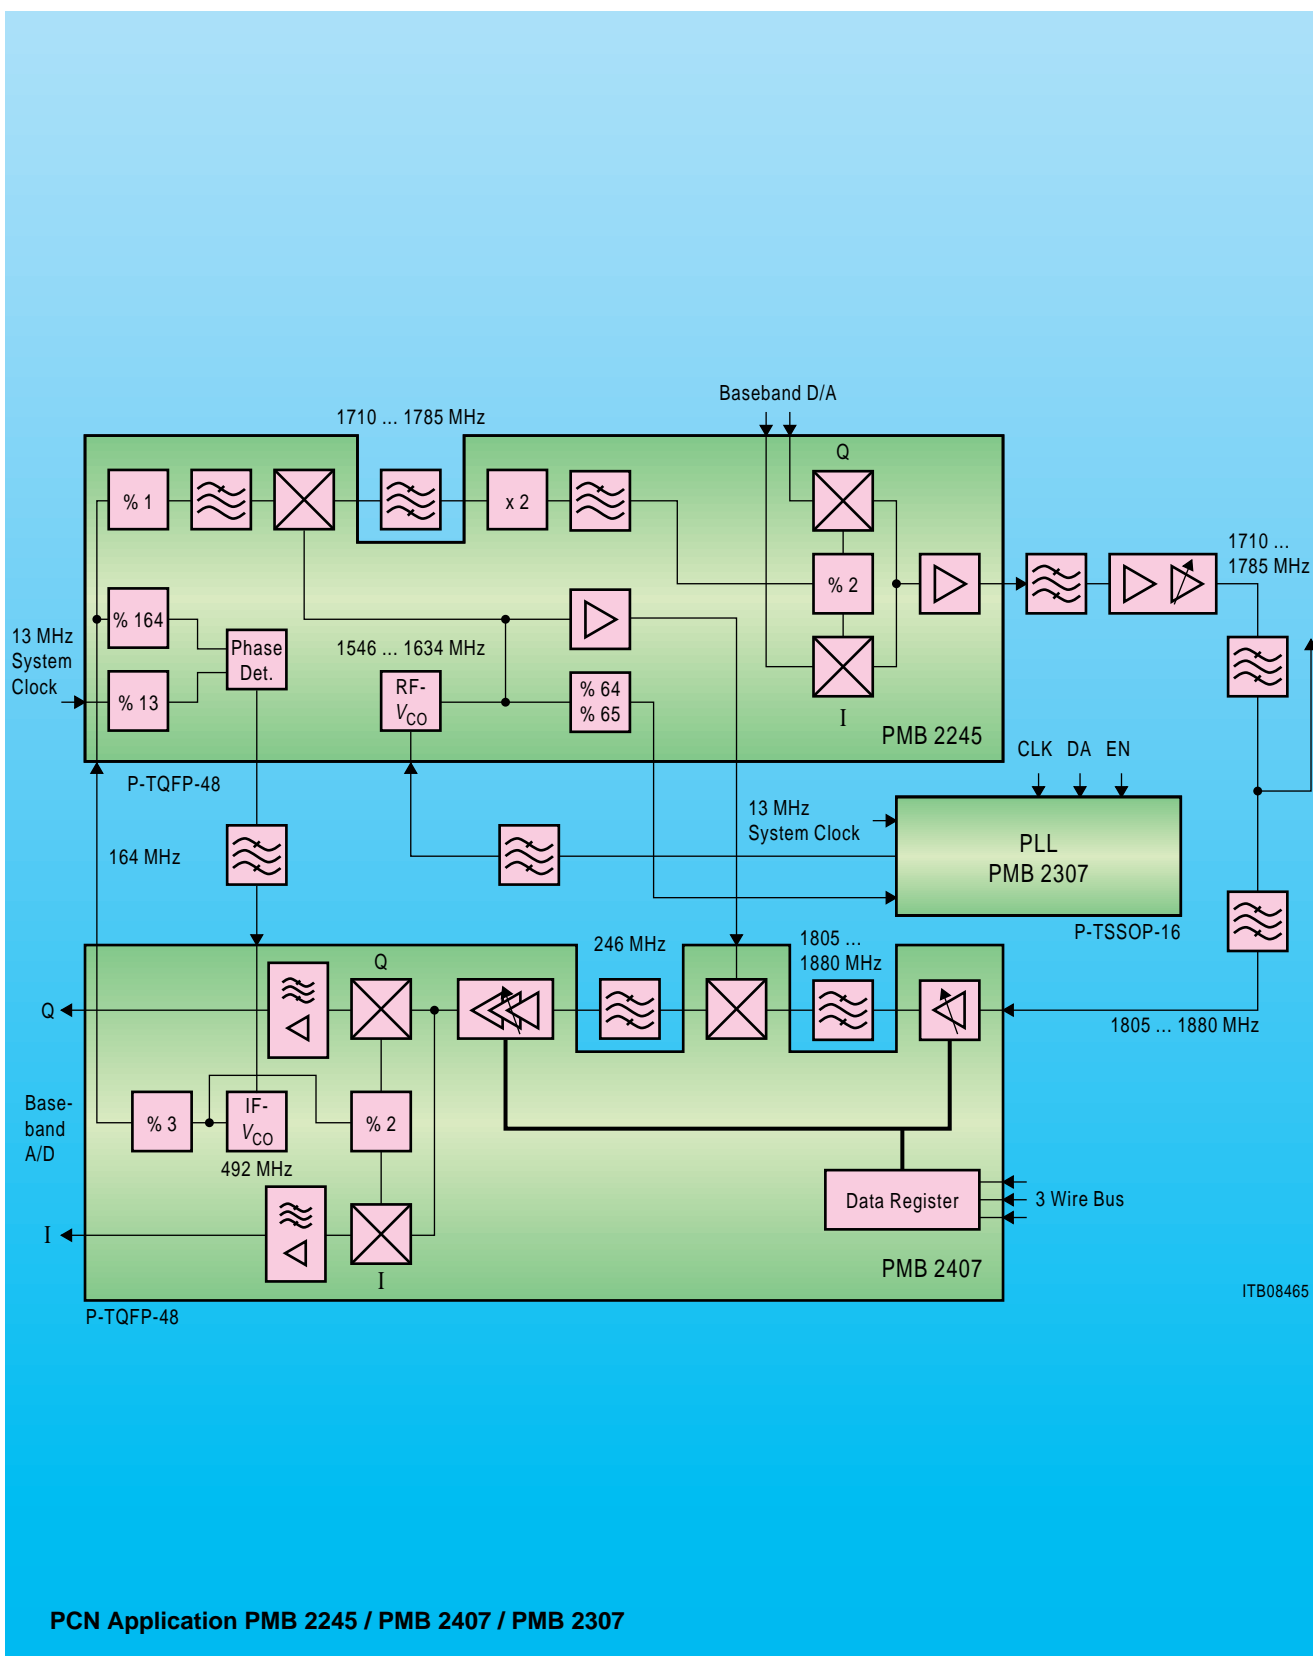 Baseband D/A
1710 ... 1785 MHz
Q
% 1
x 2
1710 ...
1785 MHz
% 2
% 164
13 MHz
System
Clock
Phase
Det.
1546 ... 1634 MHz
% 13
RF-
VCO
% 64
% 65
I
PMB 2245
CLK DA EN
P-TQFP-48
13 MHz
System Clock
PLL
PMB 2307
164 MHz
P-TSSOP-16
246 MHz
1805 ...
1880 MHz
Q
Q
1805 ... 1880 MHz
Base-
band
A/D
% 3
IF-
VCO
% 2
492 MHz
Data Register
3 Wire Bus
I
I
PMB 2407
ITB08465
P-TQFP-48
PCN Application PMB 2245 / PMB 2407 / PMB 2307